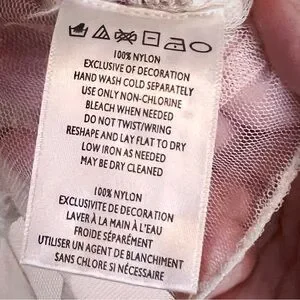 100% NYLON
EXCLUSIVE OF DECORATION
HAND WASH COLD SEPARATELY
USE ONLY NON-CHLORINE
BLEACH WHEN NEEDED
DO NOT TWIST/WRING
RESHAPE AND LAY FLAT TO DRY
LOW IRON AS NEEDED
MAY BE DRY CLEANED
100% NYLON
EXCLUSIVITE DE DECORATION
LAVER À LA MAIN À L'EAU
FROIDE SÉPARÉMENT
UTILISER UN AGENT DE BLANCHIMENT
SANS CHLORE SI NÉCESSAIRE